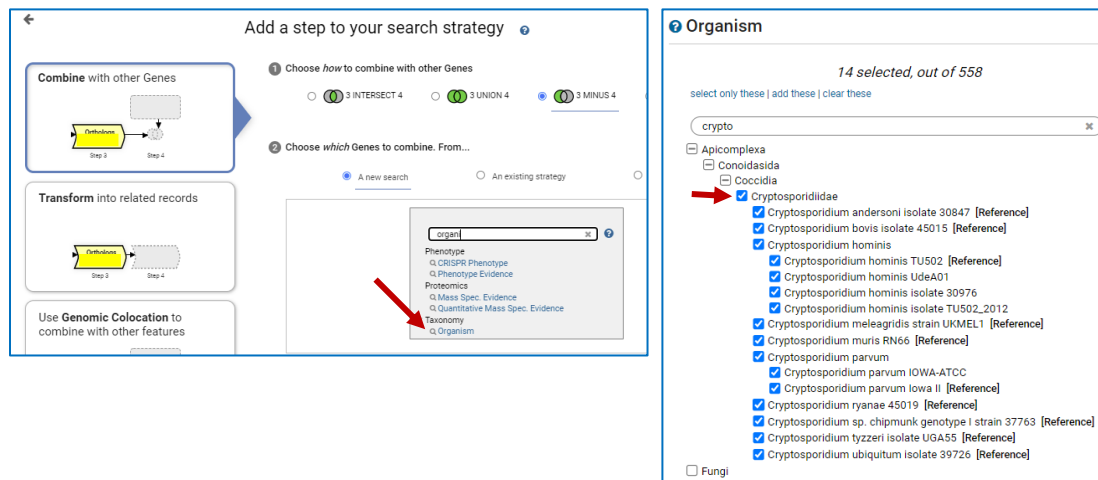 Add a step to your search strategy
Combine with other Genes
Orthologs
Step 3
Step 4
Transform into related records
Orthologs
Step 3
Step 4
Use Genomic Colocation to
combine with other features
1 Choose how to combine with other Genes
3 INTERSECT 4
3 UNION 4
3 MINUS 4
2 Choose which Genes to combine. From...
A new search
An existing strategy
organi
Phenotype
CRISPR Phenotype
Phenotype Evidence
Proteomics
Mass Spec. Evidence
Quantitative Mass Spec. Evidence
Taxonomy
Organism
Organism
14 selected, out of 558
select only these | add these | clear these
crypto
Apicomplexa
Conoidasida
Coccidia
Cryptosporidiidae
Cryptosporidium andersoni isolate 30847 [Reference]
Cryptosporidium bovis isolate 45015 [Reference]
Cryptosporidium hominis
Cryptosporidium hominis TU502 [Reference]
Cryptosporidium hominis UdeA01
Cryptosporidium hominis isolate 30976
Cryptosporidium hominis isolate TU502_2012
Cryptosporidium meleagridis strain UKMEL1 [Reference]
Cryptosporidium muris RN66 [Reference]
Cryptosporidium parvum
Cryptosporidium parvum IOWA-ATCC
Cryptosporidium parvum Iowa II [Reference]
Cryptosporidium ryanae 45019 [Reference]
Cryptosporidium sp. chipmunk genotype I strain 37763 [Reference]
Cryptosporidium tyzzeri isolate UGA55 [Reference]
Cryptosporidium ubiquitum isolate 39726 [Reference]
Fungi